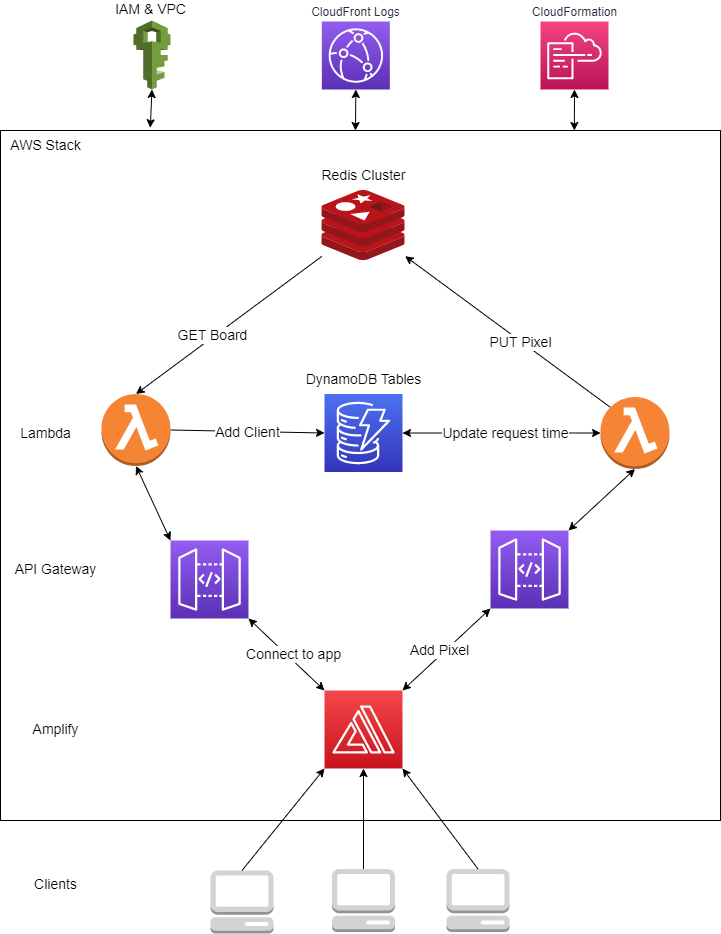 IAM & VPC
CloudFront Logs
CloudFormation
AWS Stack
Redis Cluster
GET Board
PUT Pixel
DynamoDB Tables
Lambda
Add Client
Update request time
API Gateway
</>
</>
Connect to app
Add Pixel
Amplify
Clients